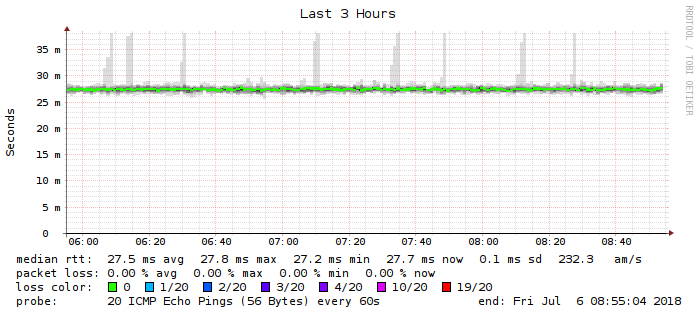 Last 3 Hours
RRDTOOL / TOBI OETIKER
Seconds
35 m
30 m
25 m
20 m
15 m
10 m
5 m
0
06:00 06:20 06:40 07:00 07:20 07:40 08:00 08:20 08:40
median rtt: 27.5 ms avg 27.8 ms max 27.2 ms min 27.7 ms now 0.1 ms sd 232.3 am/s
packet loss: 0.00 % avg 0.00 % max 0.00 % min 0.00 % now
loss color: 0 1/20 2/20 3/20 4/20 10/20 19/20
probe: 20 ICMP Echo Pings (56 Bytes) every 60s end: Fri Jul 6 08:55:04 2018